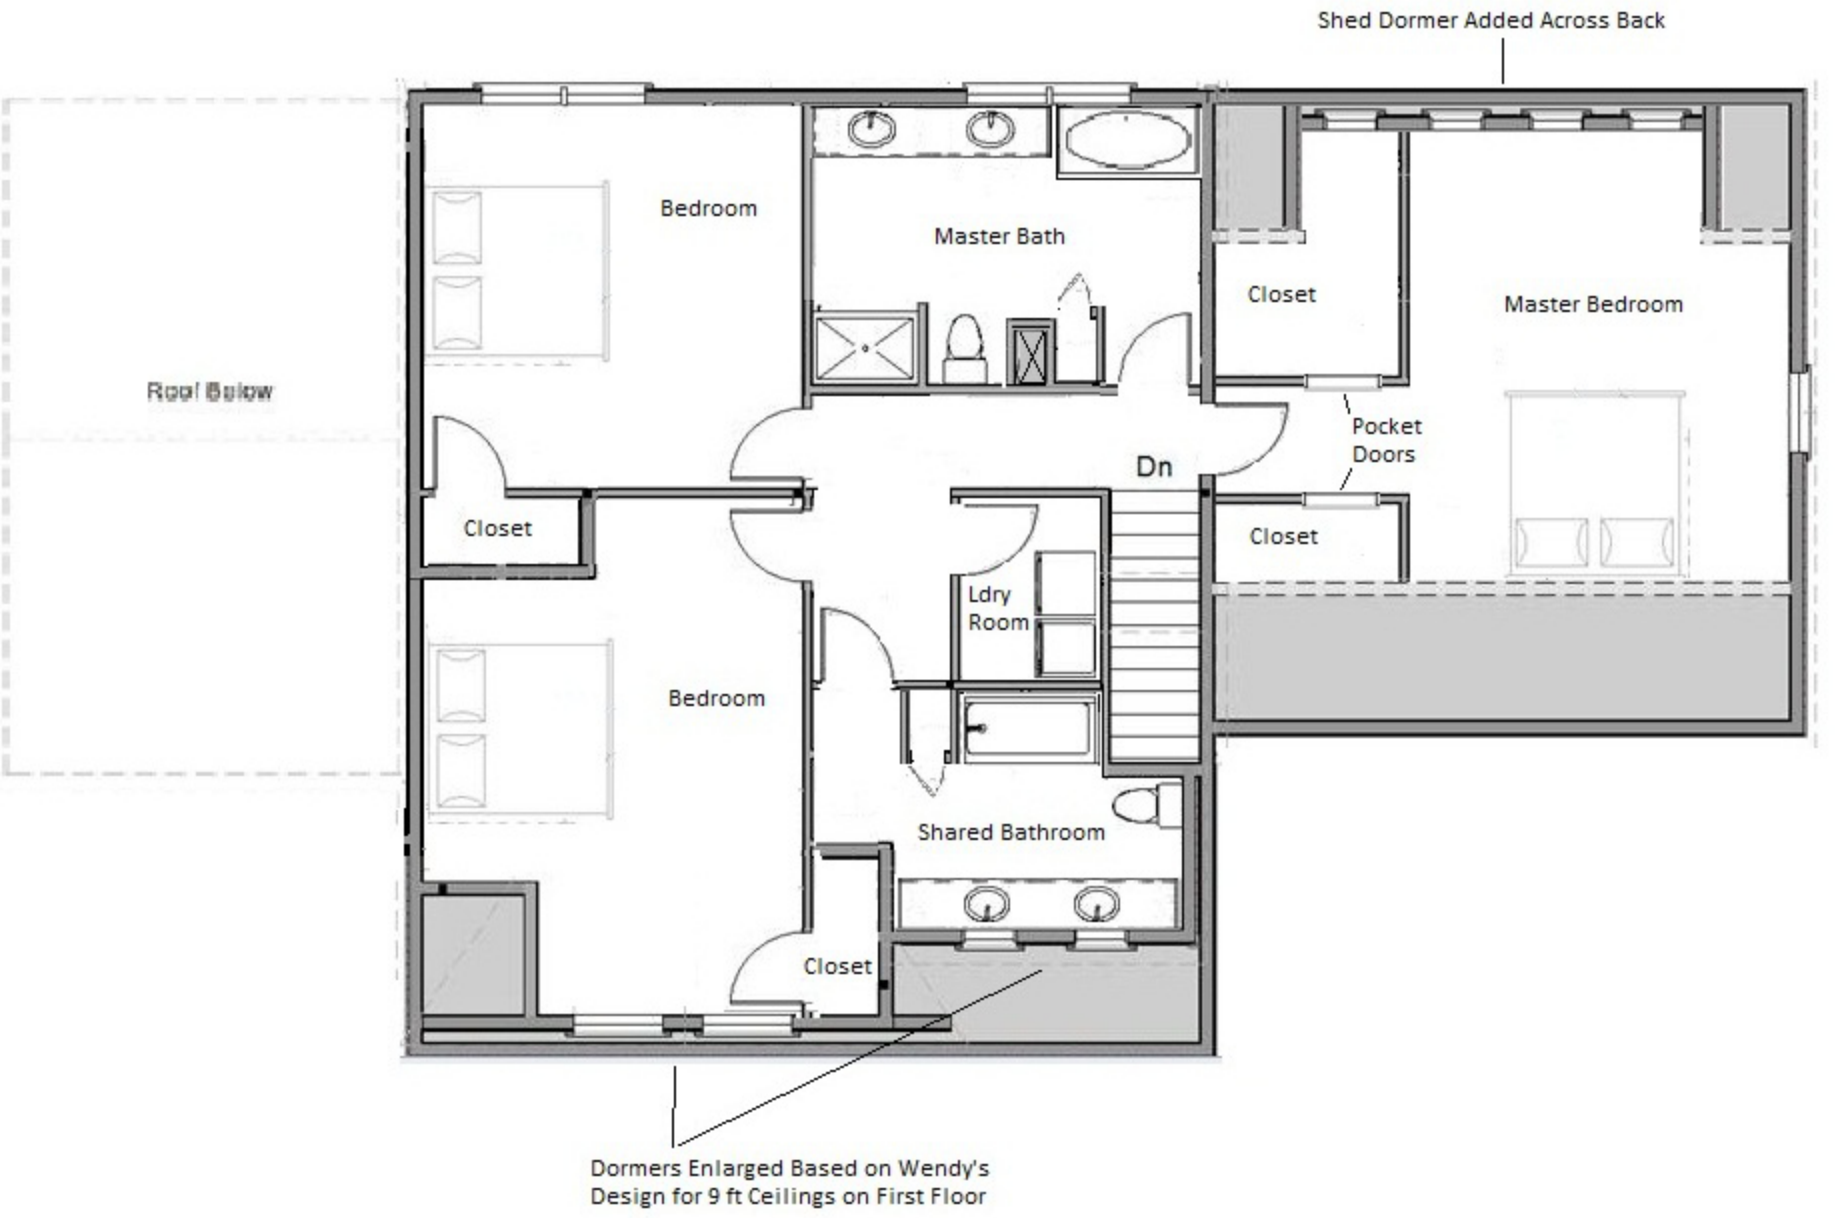 Shed Dormer Added Across Back
Bedroom
Master Bath
Closet
Master Bedroom
Roof Below
Pocket
Doors
Dn
Closet
Closet
Ldry
Room
Bedroom
Shared Bathroom
Closet
Dormers Enlarged Based on Wendy's
Design for 9 ft Ceilings on First Floor